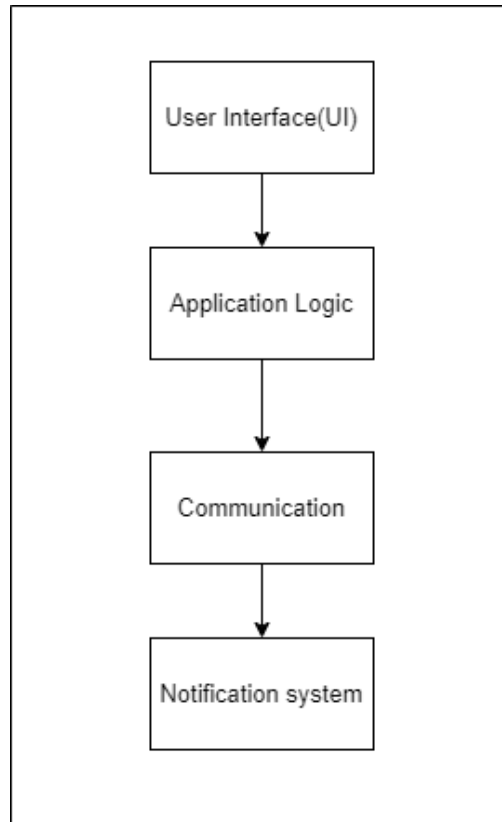 User Interface(UI)
Application Logic
Communication
Notification system